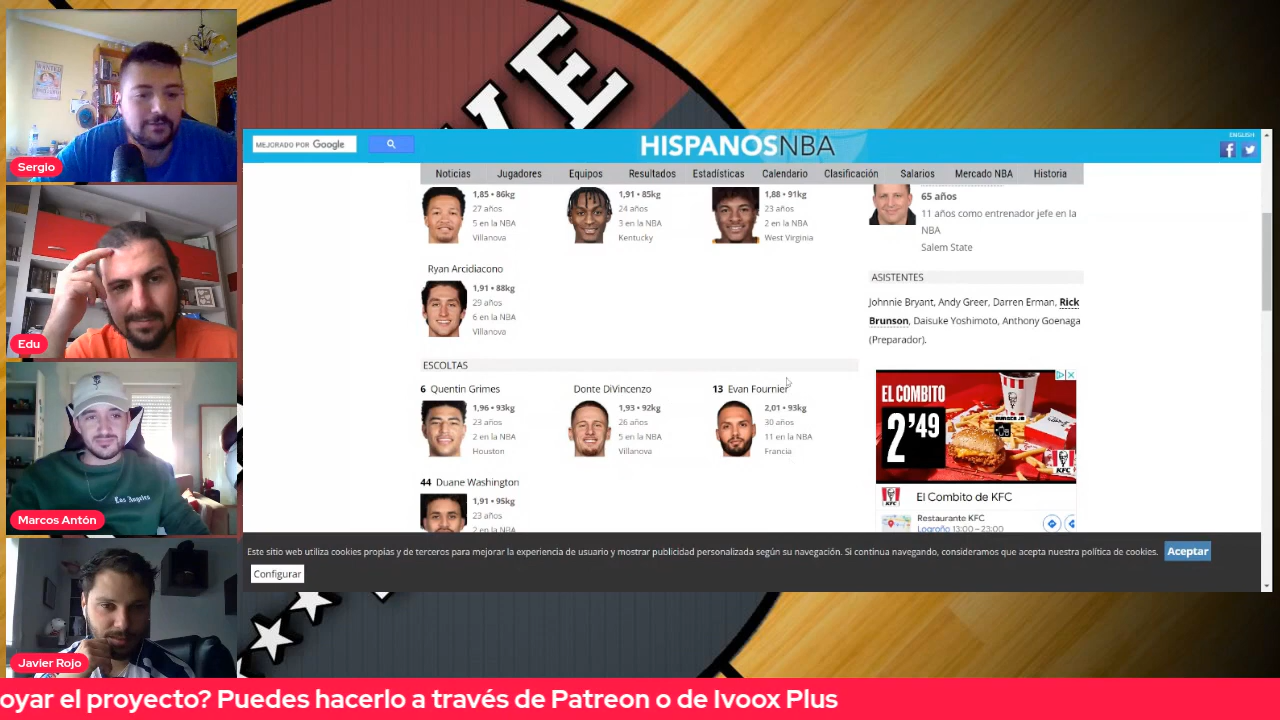 WANTED
Sergio
Edu
Los Angeles
Marcos Antón
Javier Rojo
VE
MEJORADO POR Google
HISPANOSNBA
ENGLISH
Noticias Jugadores Equipos Resultados Estadísticas Calendario Clasificación Salarios Mercado NBA Historia
1,85 • 86kg
27 años
5 en la NBA
Villanova
1,91 • 85kg
24 años
3 en la NBA
Kentucky
1,88 • 91kg
23 años
2 en la NBA
West Virginia
65 años
11 años como entrenador jefe en la
NBA
Salem State
Ryan Arcidiacono
1,91 • 88kg
29 años
6 en la NBA
Villanova
ASISTENTES
Johnnie Bryant, Andy Greer, Darren Erman, Rick
Brunson, Daisuke Yoshimoto, Anthony Goenaga
(Preparador).
ESCOLTAS
6 Quentin Grimes
1,96 • 93kg
23 años
2 en la NBA
Houston
Donte DiVincenzo
1,93 • 92kg
26 años
5 en la NBA
Villanova
13 Evan Fournier
2,01 • 93kg
30 años
11 en la NBA
Francia
44 Duane Washington
1,91 • 95kg
23 años
2 en la NBA
EL COMBITO
2'49
KFC
El Combito de KFC
Restaurante KFC
Logroño 13:00–23:00
Este sitio web utiliza cookies propias y de terceros para mejorar la experiencia de usuario y mostrar publicidad personalizada según su navegación. Si continua navegando, consideramos que acepta nuestra política de cookies. Aceptar
Configurar
oyar el proyecto? Puedes hacerlo a través de Patreon o de Ivoox Plus